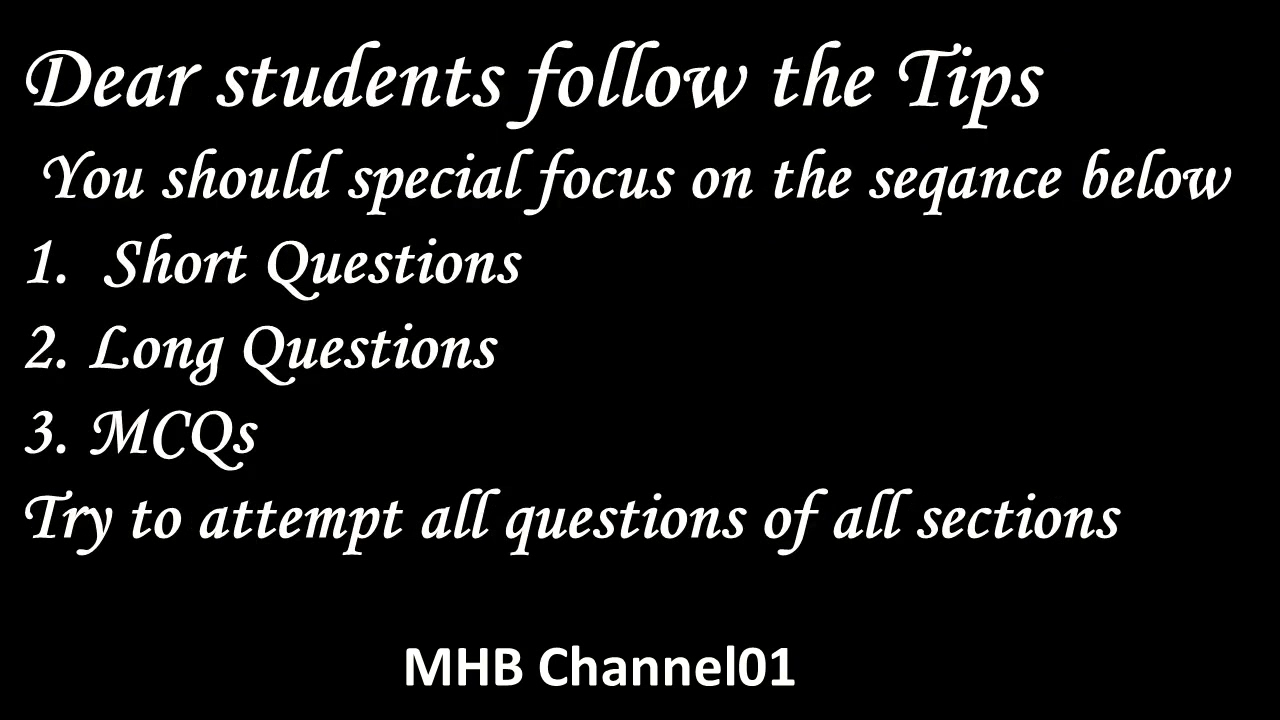 Dear students follow the Tips
You should special focus on the seqance below
1. Short Questions
2. Long Questions
3. MCQs
Try to attempt all questions of all sections
MHB Channel01